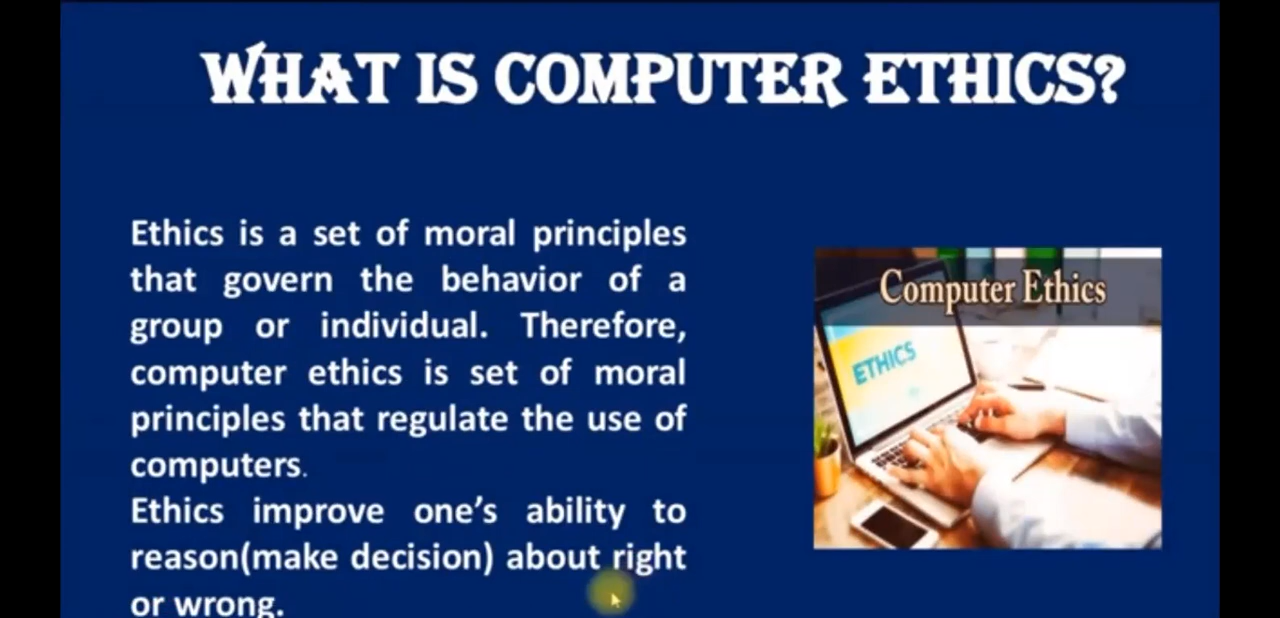 WHAT IS COMPUTER ETHICS?
Ethics is a set of moral principles
that govern the behavior of a
group or individual. Therefore,
computer ethics is set of moral
principles that regulate the use of
computers.
Ethics improve one's ability to
reason(make decision) about right
or wrong.
Computer Ethics
ETHICS